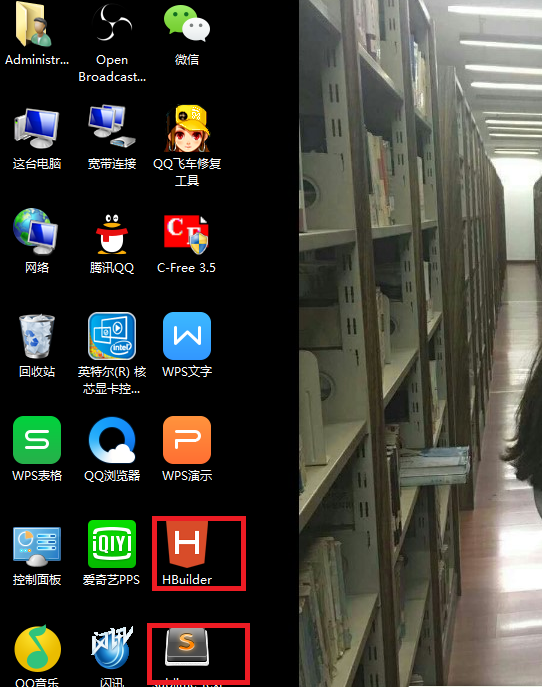 Administr...
Open
Broadcast...
微信
这台电脑
宽带连接
QQ飞车修复
工具
网络
腾讯QQ
C-Free 3.5
回收站
intel
英特尔(R) 核
芯显卡控...
WPS文字
WPS表格
QQ浏览器
WPS演示
控制面板
iQIYI
爱奇艺PPS
HBuilder
QQ音乐
闪讯
闪讯